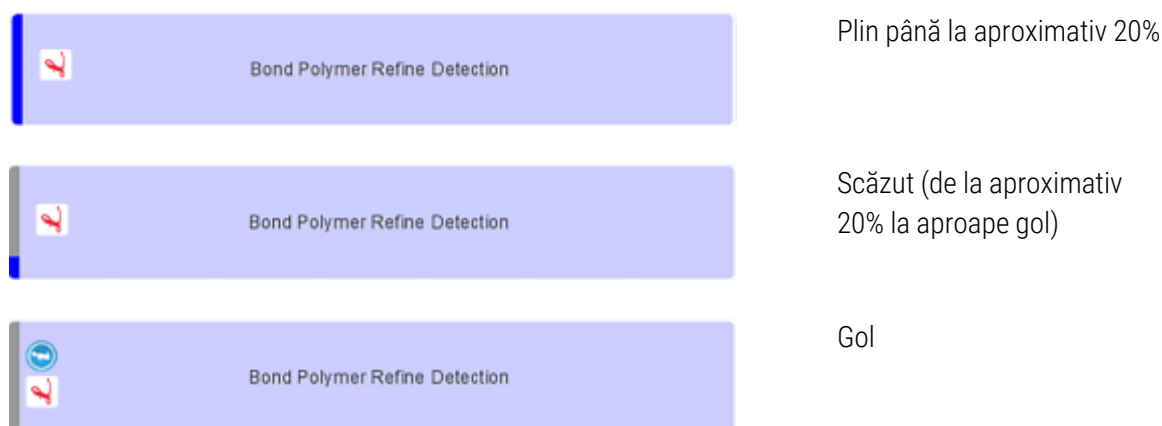 Bond Polymer Refine Detection
Plin până la aproximativ 20%
Bond Polymer Refine Detection
Scăzut (de la aproximativ
20% la aproape gol)
Bond Polymer Refine Detection
Gol